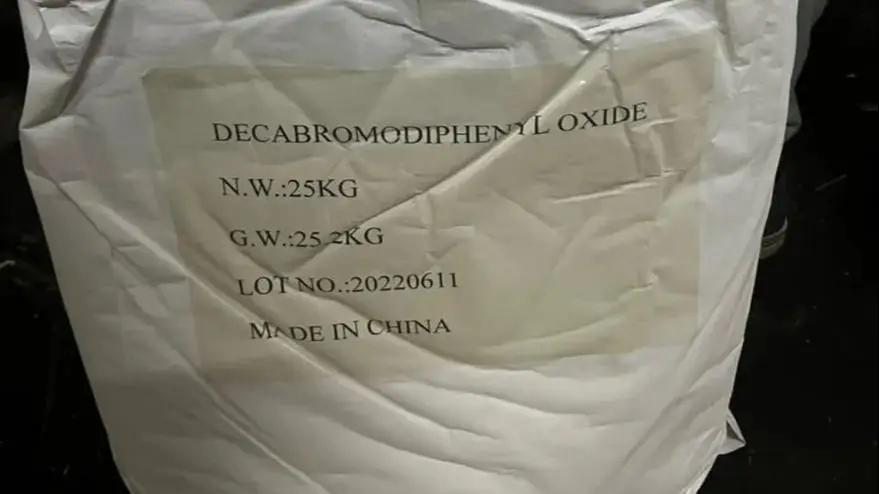 DECABROMODIPHENYL OXIDE
N.W.:25KG
G.W.:25.2KG
LOT NO.:20220611
MADE IN CHINA